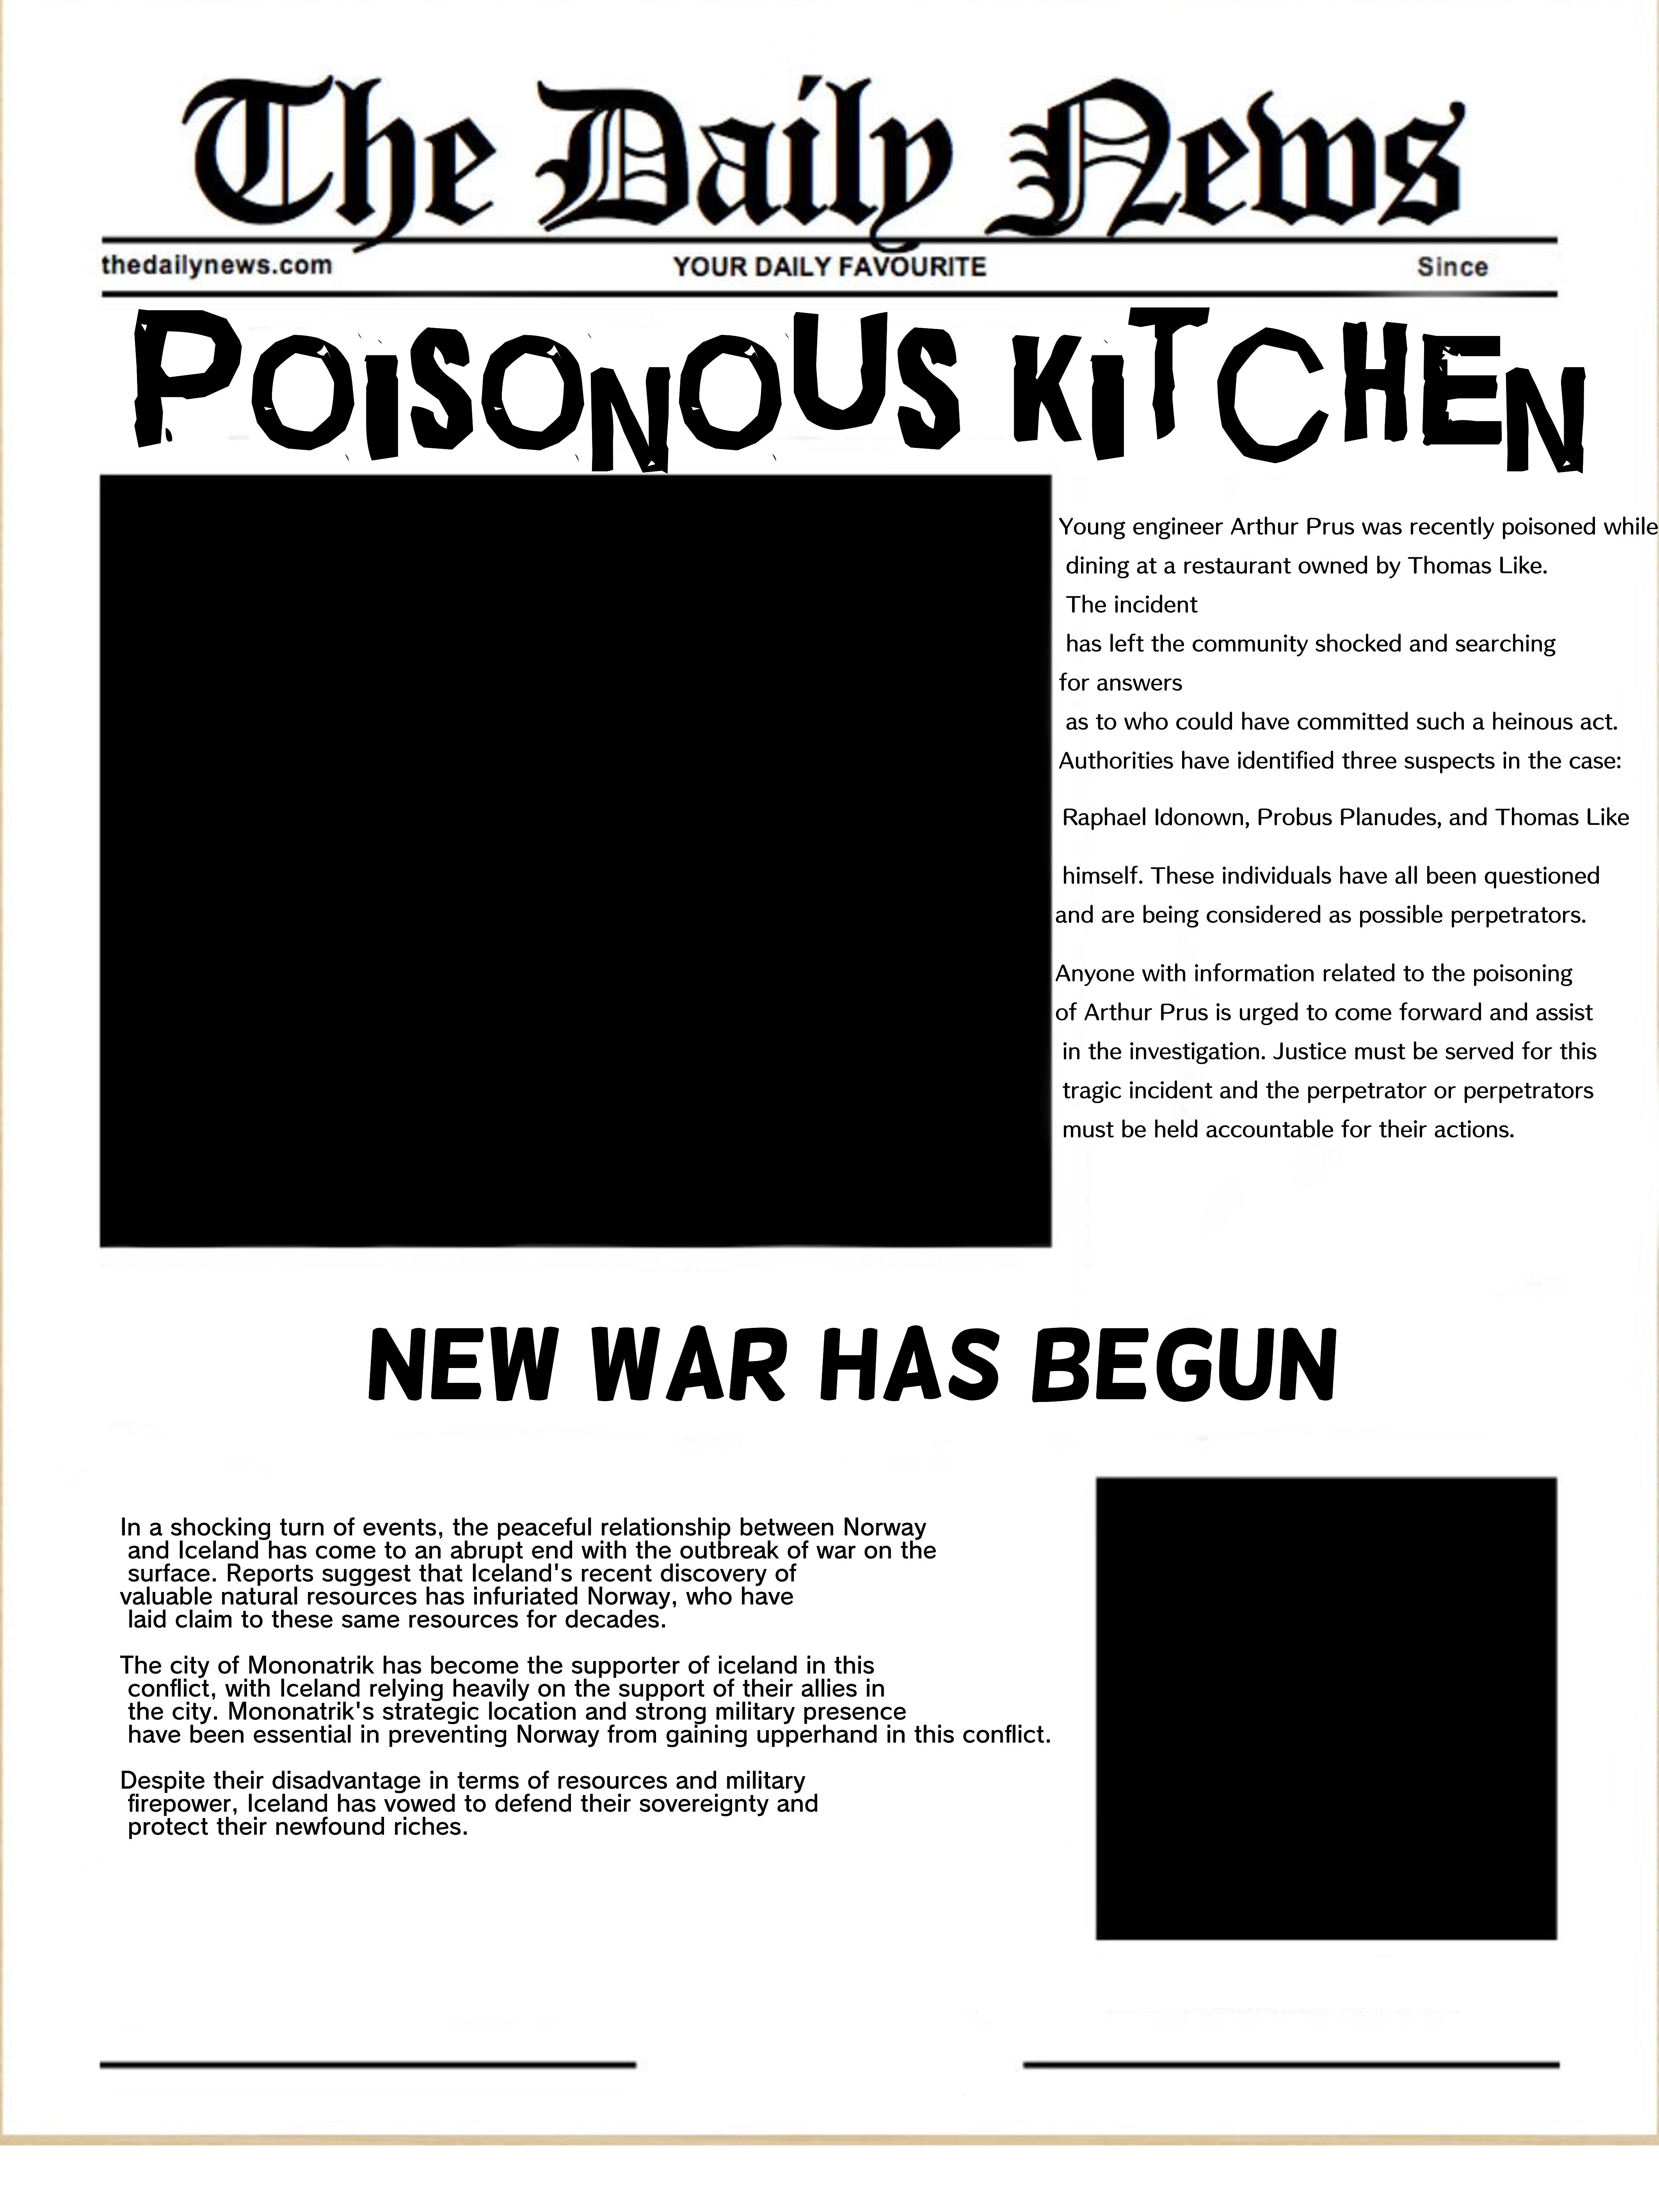 The Daily News
thedailynews.com YOUR DAILY FAVOURITE Since
POISONOUS KITCHEN
Young engineer Arthur Prus was recently poisoned while
dining at a restaurant owned by Thomas Like.
The incident
has left the community shocked and searching
for answers
as to who could have committed such a heinous act.
Authorities have identified three suspects in the case:
Raphael Idonown, Probus Planudes, and Thomas Like
himself. These individuals have all been questioned
and are being considered as possible perpetrators.
Anyone with information related to the poisoning
of Arthur Prus is urged to come forward and assist
in the investigation. Justice must be served for this
tragic incident and the perpetrator or perpetrators
must be held accountable for their actions.
NEW WAR HAS BEGUN
In a shocking turn of events, the peaceful relationship between Norway
and Iceland has come to an abrupt end with the outbreak of war on the
surface. Reports suggest that Iceland's recent discovery of
valuable natural resources has infuriated Norway, who have
laid claim to these same resources for decades.
The city of Mononatrik has become the supporter of iceland in this
conflict, with Iceland relying heavily on the support of their allies in
the city. Mononatrik's strategic location and strong military presence
have been essential in preventing Norway from gaining upperhand in this conflict.
Despite their disadvantage in terms of resources and military
firepower, Iceland has vowed to defend their sovereignty and
protect their newfound riches.